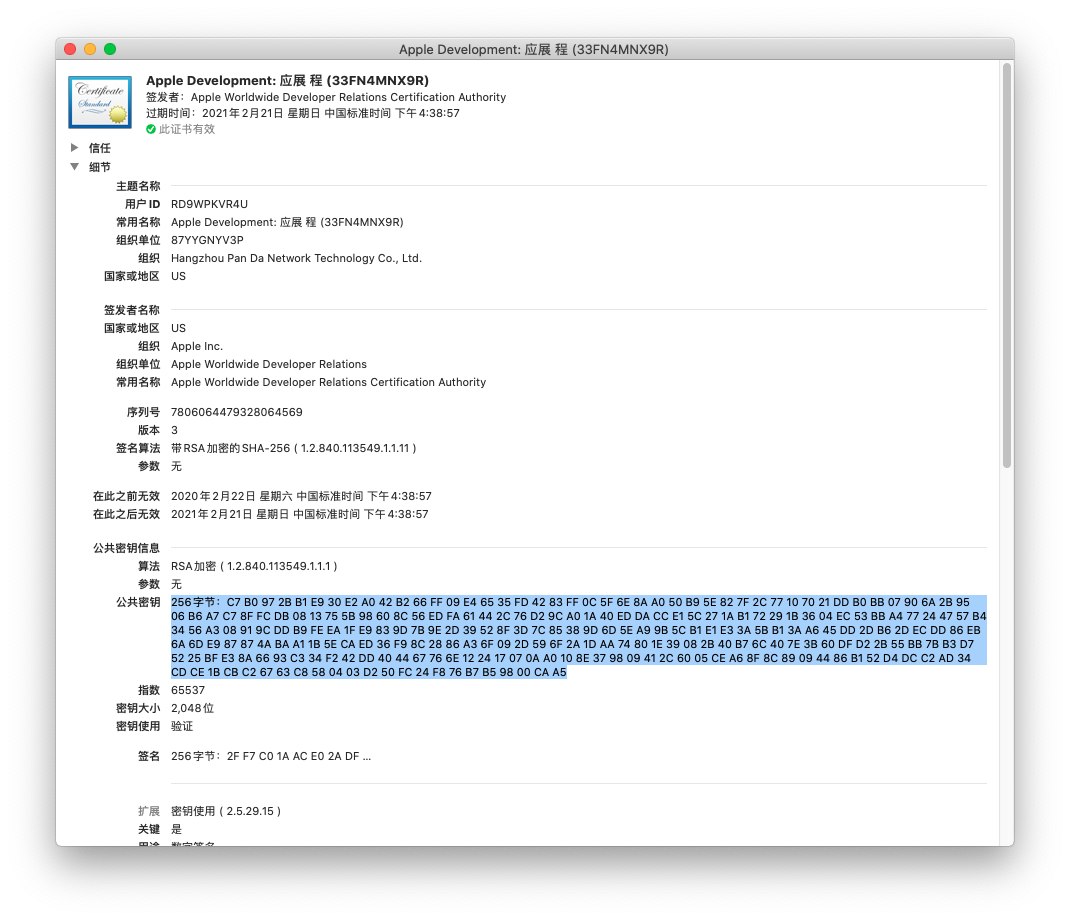 Apple Development: 应展 程 (33FN4MNX9R)
Certificate
Standard
Apple Development: 应展 程 (33FN4MNX9R)
签发者：Apple Worldwide Developer Relations Certification Authority
过期时间：2021年2月21日 星期日 中国标准时间 下午4:38:57
此证书有效
信任
细节
主题名称
用户 ID RD9WPKVR4U
常用名称 Apple Development: 应展 程 (33FN4MNX9R)
组织单位 87YYGNYV3P
组织 Hangzhou Pan Da Network Technology Co., Ltd.
国家或地区 US
签发者名称
国家或地区 US
组织 Apple Inc.
组织单位 Apple Worldwide Developer Relations
常用名称 Apple Worldwide Developer Relations Certification Authority
序列号 7806064479328064569
版本 3
签名算法 带RSA加密的SHA-256 ( 1.2.840.113549.1.1.11 )
参数 无
在此之前无效 2020年2月22日 星期六 中国标准时间 下午4:38:57
在此之后无效 2021年2月21日 星期日 中国标准时间 下午4:38:57
公共密钥信息
算法 RSA加密 ( 1.2.840.113549.1.1.1 )
参数 无
公共密钥 256字节：C7 B0 97 2B B1 E9 30 E2 A0 42 B2 66 FF 09 E4 65 35 FD 42 83 FF 0C 5F 6E 8A A0 50 B9 5E 82 7F 2C 77 10 70 21 DD B0 BB 07 90 6A 2B 95
06 B6 A7 C7 8F FC DB 08 13 75 5B 98 60 8C 56 ED FA 61 44 2C 76 D2 9C A0 1A 40 ED DA CC E1 5C 27 1A B1 72 29 1B 36 04 EC 53 BB A4 77 24 47 57 B4
34 56 A3 08 91 9C DD B9 FE EA 1F E9 83 9D 7B 9E 2D 39 52 8F 3D 7C 85 38 9D 6D 5E A9 9B 5C B1 E1 E3 3A 5B B1 3A A6 45 DD 2D B6 2D EC DD 86 EB
6A 6D E9 87 87 4A BA A1 1B 5E CA ED 36 F9 8C 28 86 A3 6F 09 2D 59 6F 2A 1D AA 74 80 1E 39 08 2B 40 B7 6C 40 7E 3B 60 DF D2 2B 55 BB 7B B3 D7
52 25 BF E3 8A 66 93 C3 34 F2 42 DD 40 44 67 76 6E 12 24 17 07 0A A0 10 8E 37 98 09 41 2C 60 05 CE A6 8F 8C 89 09 44 86 B1 52 D4 DC C2 AD 34
CD CE 1B CB C2 67 63 C8 58 04 03 D2 50 FC 24 F8 76 B7 B5 98 00 CA A5
指数 65537
密钥大小 2,048位
密钥使用 验证
签名 256字节：2F F7 C0 1A AC E0 2A DF ...
扩展 密钥使用 ( 2.5.29.15 )
关键 是
用途 数字签名